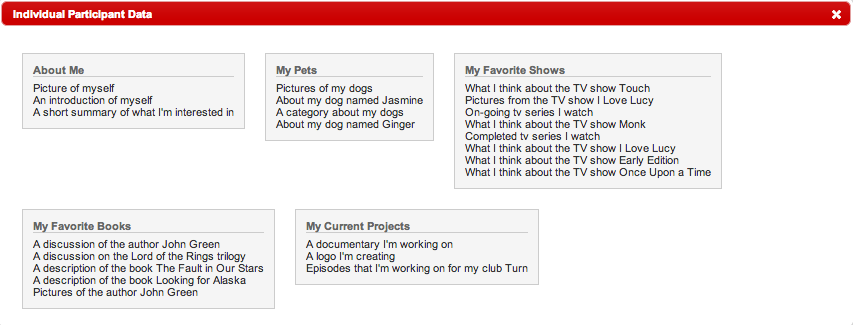 Individual Participant Data
About Me
Picture of myself
An introduction of myself
A short summary of what I'm interested in
My Pets
Pictures of my dogs
About my dog named Jasmine
A category about my dogs
About my dog named Ginger
My Favorite Shows
What I think about the TV show Touch
Pictures from the TV show I Love Lucy
On-going tv series I watch
What I think about the TV show Monk
Completed tv series I watch
What I think about the TV show I Love Lucy
What I think about the TV show Early Edition
What I think about the TV show Once Upon a Time
My Favorite Books
A discussion of the author John Green
A discussion on the Lord of the Rings trilogy
A description of the book The Fault in Our Stars
A description of the book Looking for Alaska
Pictures of the author John Green
My Current Projects
A documentary I'm working on
A logo I'm creating
Episodes that I'm working on for my club Turn